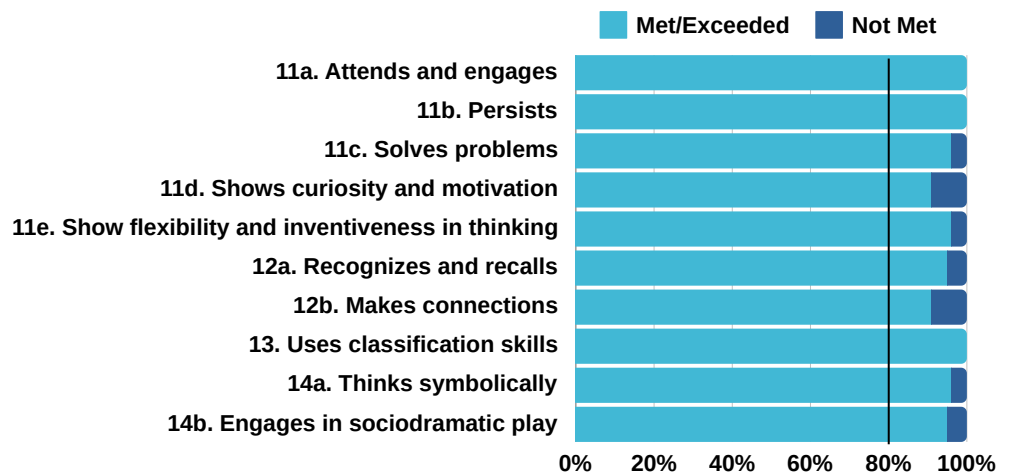 Met/Exceeded Not Met
11a. Attends and engages
11b. Persists
11c. Solves problems
11d. Shows curiosity and motivation
11e. Show flexibility and inventiveness in thinking
12a. Recognizes and recalls
12b. Makes connections
13. Uses classification skills
14a. Thinks symbolically
14b. Engages in sociodramatic play
0% 20% 40% 60% 80% 100%